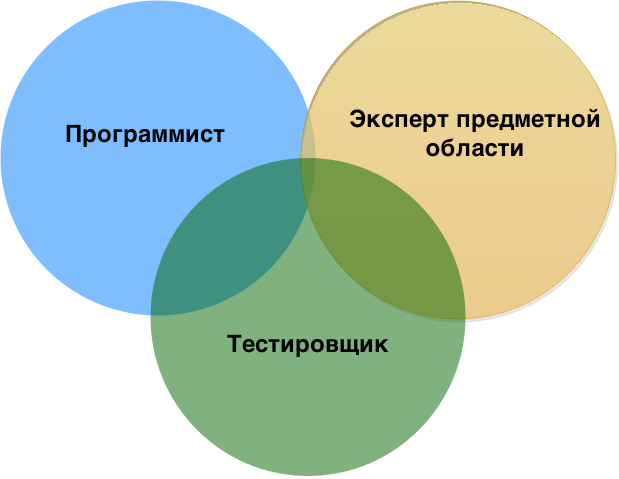 Программист
Эксперт предметной
области
Тестировщик